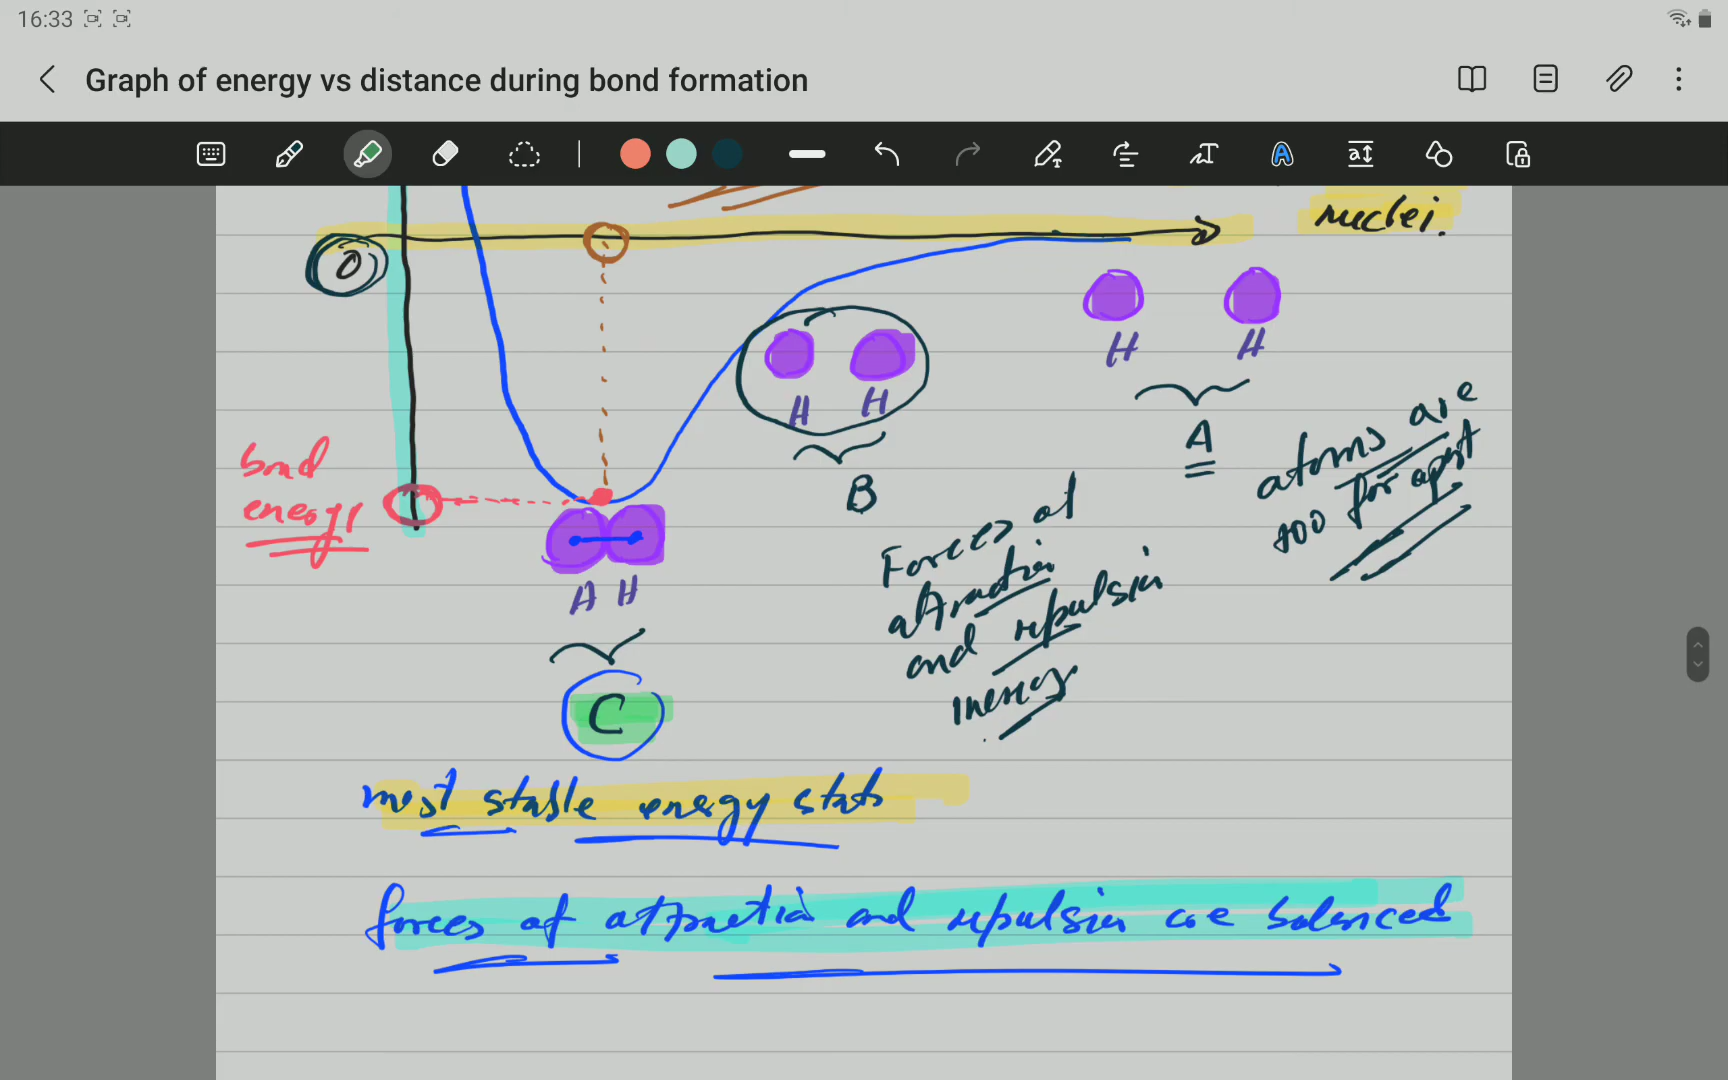 16:33
Graph of energy vs distance during bond formation
nuclei.
O
H H
H H
A
atoms are
too far apart
B
bond
energy
Forces of
attraction
and repulsion
increase
H H
C
most stable energy state
forces of attraction and repulsion are balanced